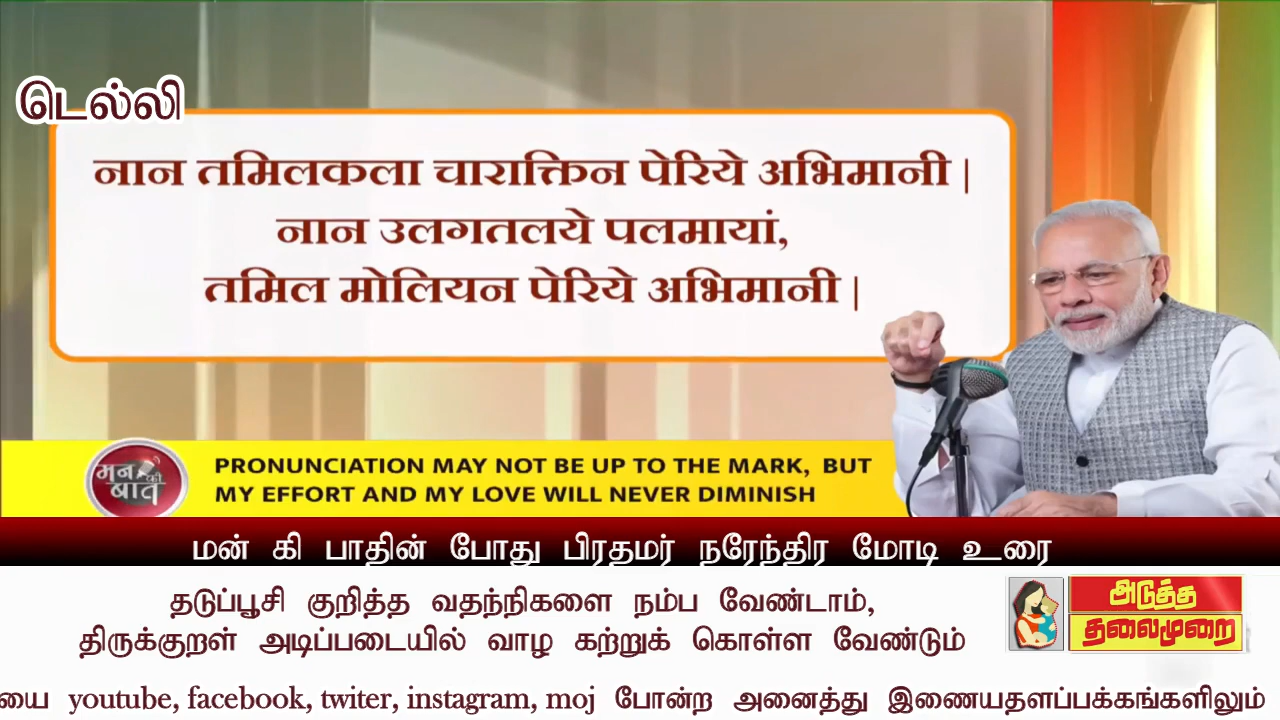 டெல்லி
नान तमिलकला चाराक्तिन पेरिये अभिमानी |
नान उलगतलये पलमायां,
तमिल मोलियन पेरिये अभिमानी |
मन की बात
PRONUNCIATION MAY NOT BE UP TO THE MARK, BUT
MY EFFORT AND MY LOVE WILL NEVER DIMINISH
மன் கி பாதின் போது பிரதமர் நரேந்திர மோடி உரை
தடுப்பூசி குறித்த வதந்நிகளை நம்ப வேண்டாம்,
திருக்குறள் அடிப்படையில் வாழ கற்றுக் கொள்ள வேண்டும்
அடுத்த
தலைமுறை
யை youtube, facebook, twiter, instagram, moj போன்ற அனைத்து இணையதளப்பக்கங்களிலும்